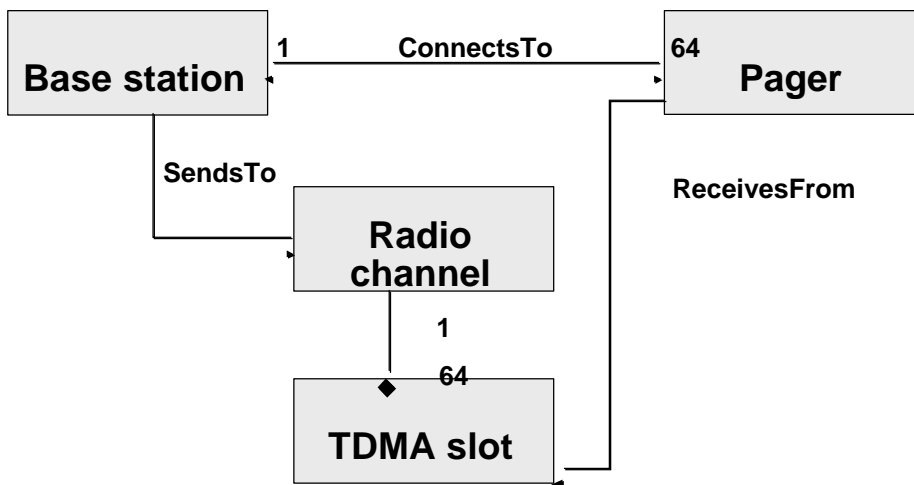 1
ConnectsTo
64
Base station
Pager
SendsTo
ReceivesFrom
Radio
channel
1
64
TDMA slot